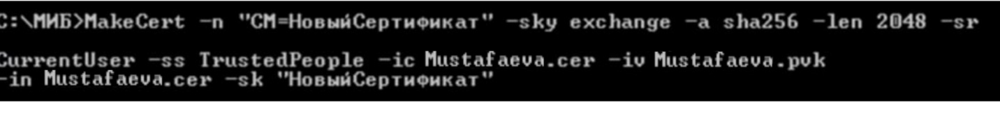 C:\МИБ>MakeCert -n "CM=НовыйСертификат" -sky exchange -a sha256 -len 2048 -sr
CurrentUser -ss TrustedPeople -ic Mustafaeva.cer -iv Mustafaeva.pvk
-in Mustafaeva.cer -sk "НовыйСертификат"